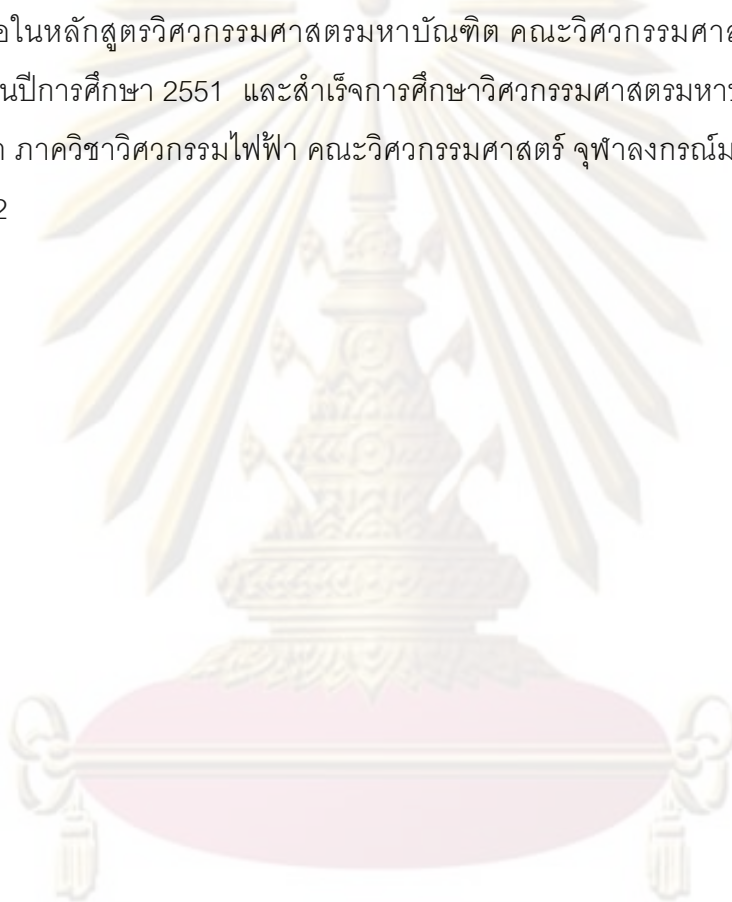 อในหลักสูตรวิศวกรรมศาสตรมหาบัณฑิต คณะวิศวกรรมศาส
นปีการศึกษา 2551 และสำเร็จการศึกษาวิศวกรรมศาสตรมหา
ภาควิชาวิศวกรรมไฟฟ้า คณะวิศวกรรมศาสตร์ จุฬาลงกรณ์ม
2